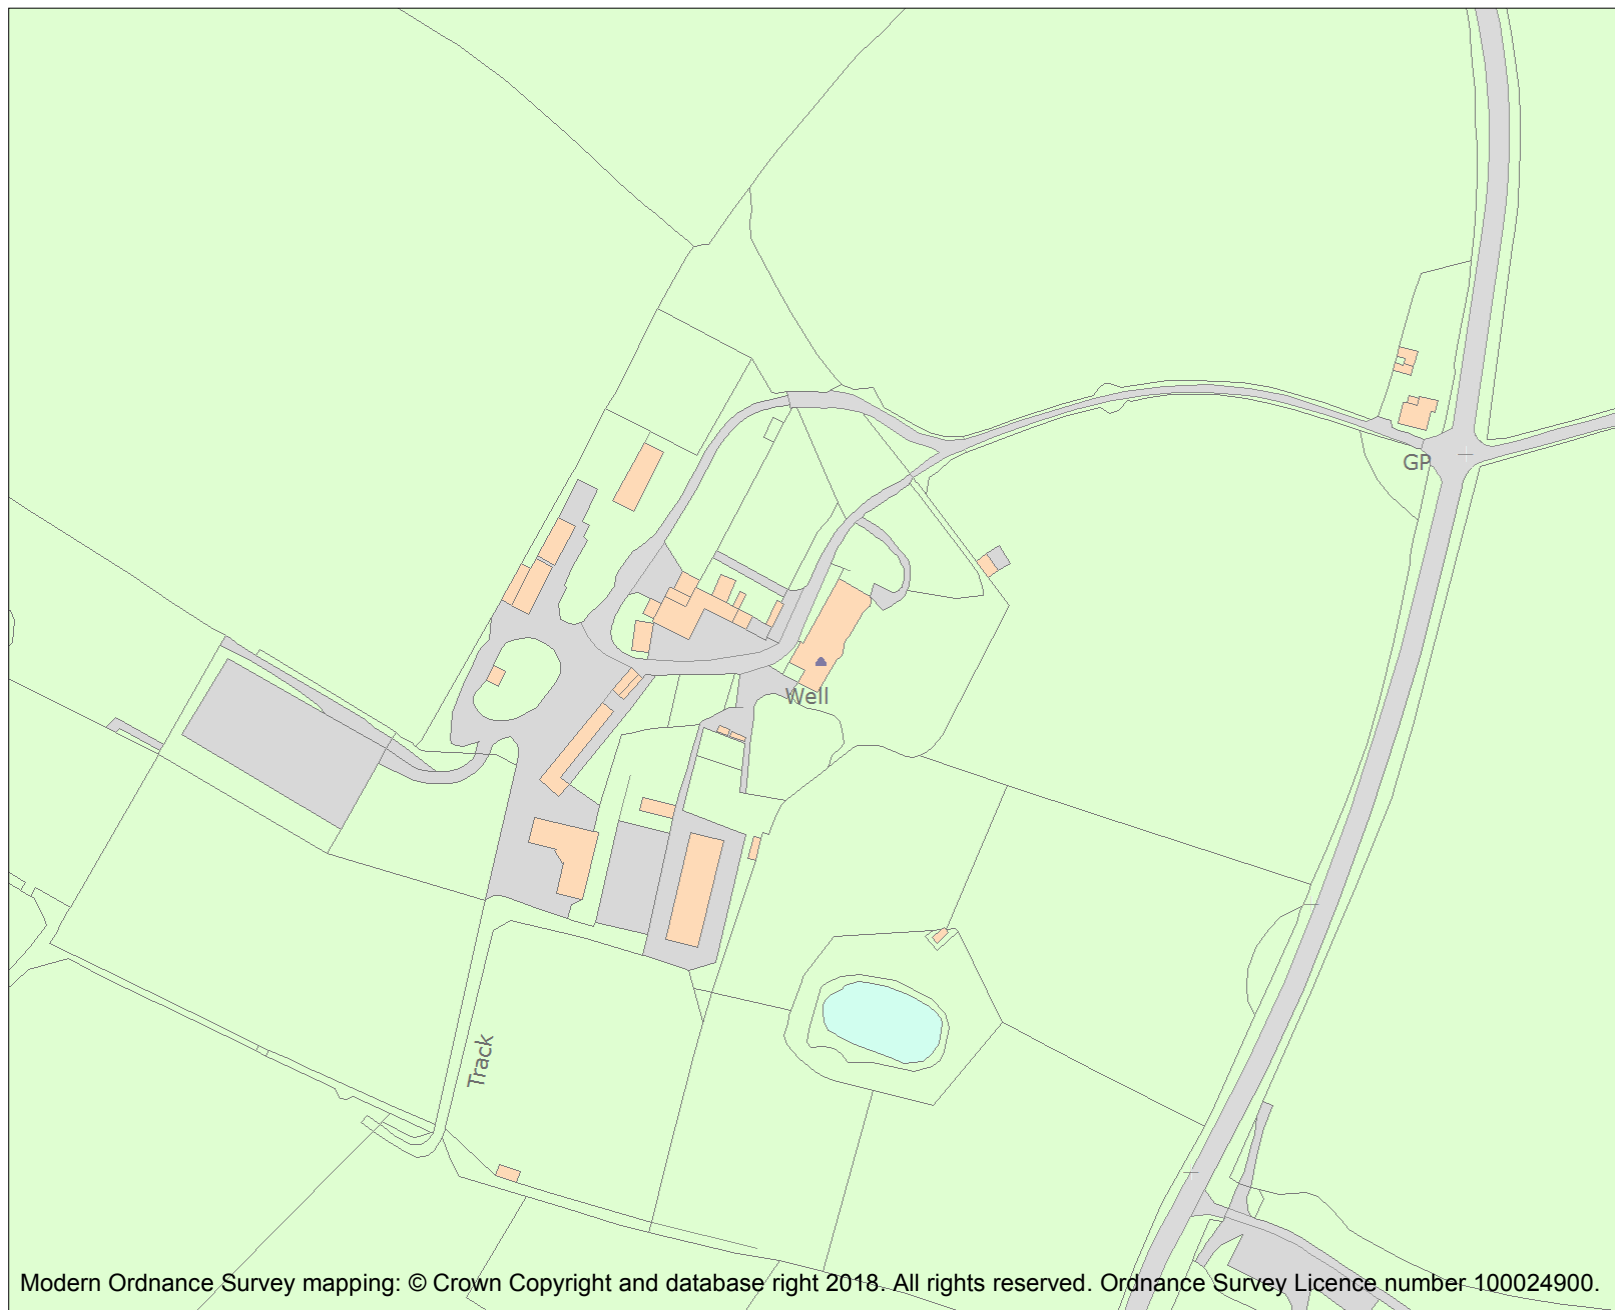 GP
Well
Track
Modern Ordnance Survey mapping: © Crown Copyright and database right 2018. All rights reserved. Ordnance Survey Licence number 100024900.